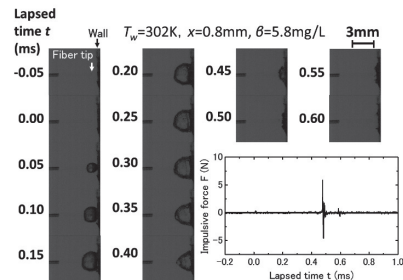 Lapsed
time t
(ms)
Wall
T_w=302K, x=0.8mm, β=5.8mg/L
3mm
Fiber tip
-0.05
0.00
0.05
0.10
0.15
0.20
0.25
0.30
0.35
0.40
0.45
0.50
0.55
0.60
Impulsive force F (N)
10
5
0
−5
−0.2 0.0 0.2 0.4 0.6 0.8 1.0
Lapsed time t (ms)